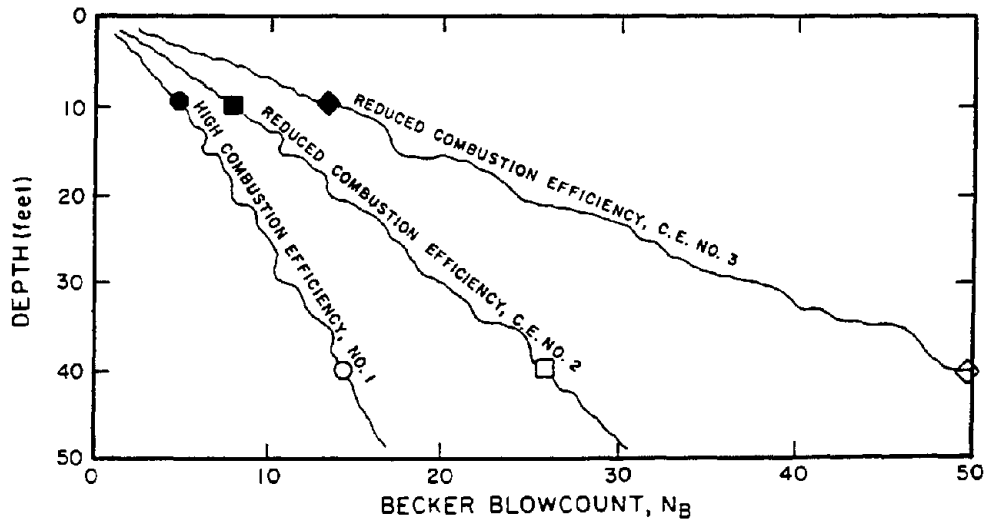 0
10
20
30
40
50
DEPTH (feet)
0
10
20
30
40
50
BECKER BLOWCOUNT, NB
HIGH COMBUSTION EFFICIENCY, NO. 1
REDUCED COMBUSTION EFFICIENCY, C.E. NO. 2
REDUCED COMBUSTION EFFICIENCY, C.E. NO. 3